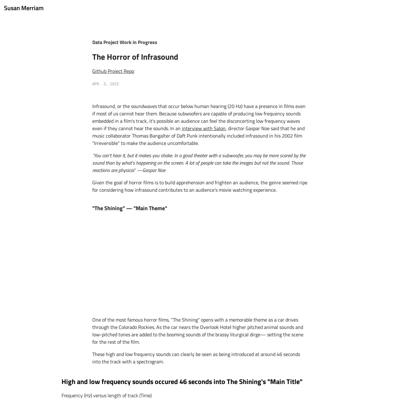 Susan Merriam
Data Project Work in Progress
The Horror of Infrasound
Github Project Repo
Infrasound, or the soundwaves that occur below human hearing (20 Hz) have a presence in films even
if most of us cannot hear them. Because subwoofers are capable of producing low frequency sounds
embedded in a film's track, it's possible an audience can feel the disconcerting low frequency waves
even if they cannot hear the sounds. In an interview with Salon, director Gaspar Noé said that he and
music collaborator Thomas Bangalter of Daft Punk intentionally included infrasound in his 2002 film
"Irreversible" to make the audience uncomfortable.
"You can't hear it, but it makes you shake. In a good theater with a subwoofer, you may be more scared by the
sound than by what's happening on the screen. A lot of people can take the images but not the sound. Those
reactions are physical" —Gaspar Noé
Given the goal of horror films is to build apprehension and frighten an audience, the genre seemed ripe
for considering how infrasound contributes to an audience's movie watching experience.
"The Shining" — "Main Theme"
One of the most famous horror films, "The Shining" opens with a memorable theme as a car drives
through the Colorado Rockies. As the car nears the Overlook Hotel higher pitched animal sounds and
low-pitched tones are added to the booming sounds of the brassy liturgical dirge— setting the scene
for the rest of the film.
These high and low frequency sounds can clearly be seen as being introduced at around 46 seconds
into the track with a spectrogram.
High and low frequency sounds occured 46 seconds into The Shining's "Main Title"
Frequency (Hz) versus length of track (Time)